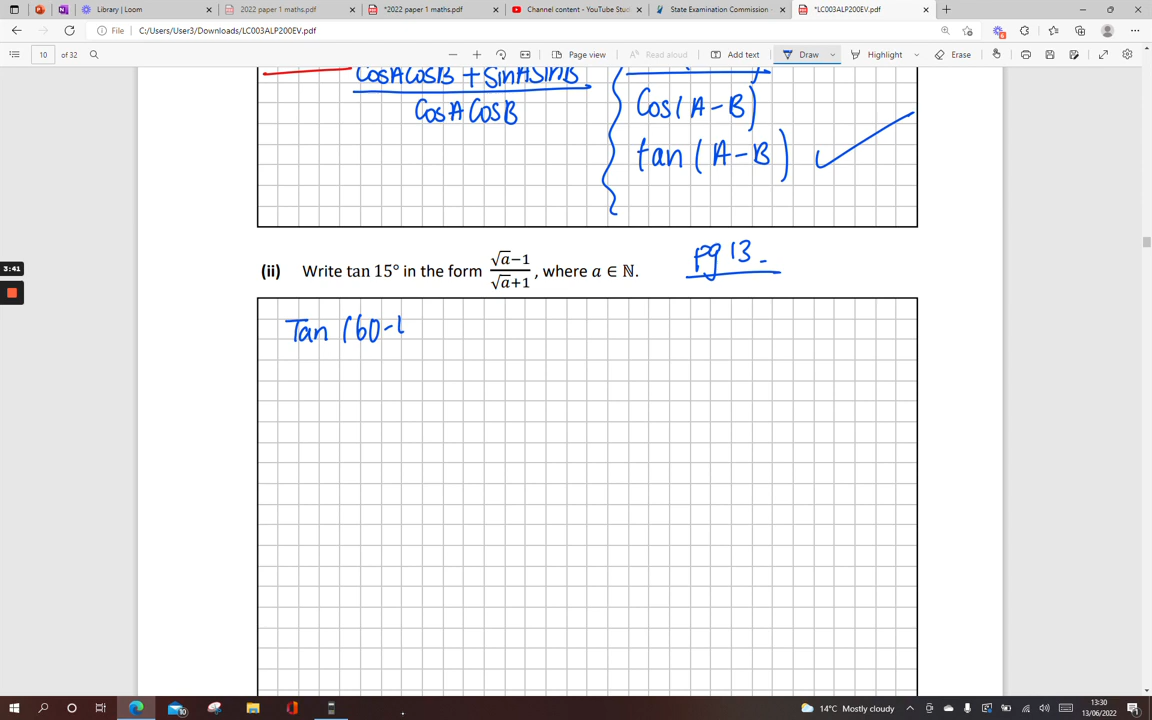 Library | Loom
2022 paper 1 maths.pdf
*2022 paper 1 maths.pdf
Channel content - YouTube Stud
State Examination Commission -
*LC003ALP200EV.pdf
File
C:/Users/User3/Downloads/LC003ALP200EV.pdf
10 of 32
Page view
Read aloud
Add text
Draw
Highlight
Erase
CosACosB + SinASinB
CosA CosB
Cos(A-B)
tan (A-B)
(ii) Write tan 15° in the form √a−1/√a+1, where a ∈ ℕ.
pg 13
3:41
Tan (60-
14°C Mostly cloudy
13:30
13/06/2022